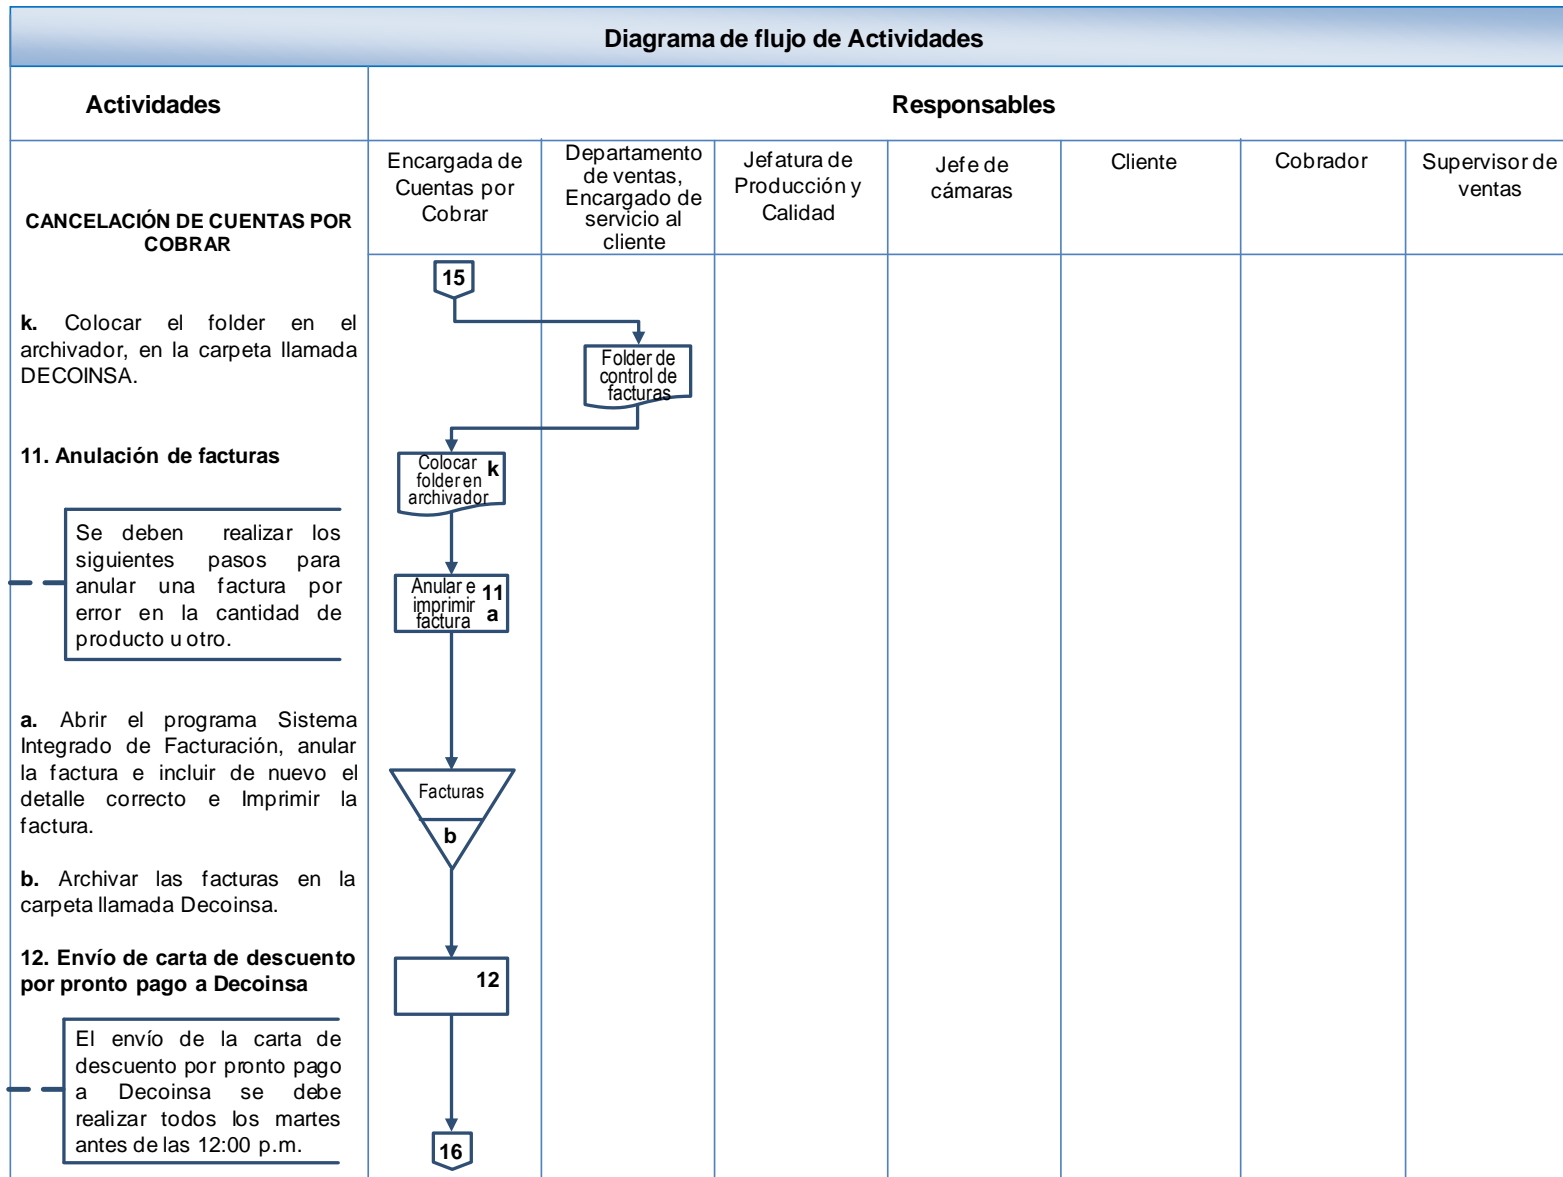 Diagrama de flujo de Actividades
Actividades
Responsables
CANCELACIÓN DE CUENTAS POR
COBRAR
Encargada de
Cuentas por
Cobrar
Departamento
de ventas,
Encargado de
servicio al
cliente
Jefatura de
Producción y
Calidad
Jefe de
cámaras
Cliente
Cobrador
Supervisor de
ventas
k. Colocar el folder en el
archivador, en la carpeta llamada
DECOINSA.
11. Anulación de facturas
Se deben realizar los
siguientes pasos para
anular una factura por
error en la cantidad de
producto u otro.
a. Abrir el programa Sistema
Integrado de Facturación, anular
la factura e incluir de nuevo el
detalle correcto e Imprimir la
factura.
b. Archivar las facturas en la
carpeta llamada Decoinsa.
12. Envío de carta de descuento
por pronto pago a Decoinsa
El envío de la carta de
descuento por pronto pago
a Decoinsa se debe
realizar todos los martes
antes de las 12:00 p.m.
15
Folder de
control de
facturas
Colocar k
folder en
archivador
Anular e 11
imprimir
factura a
Facturas
b
12
16